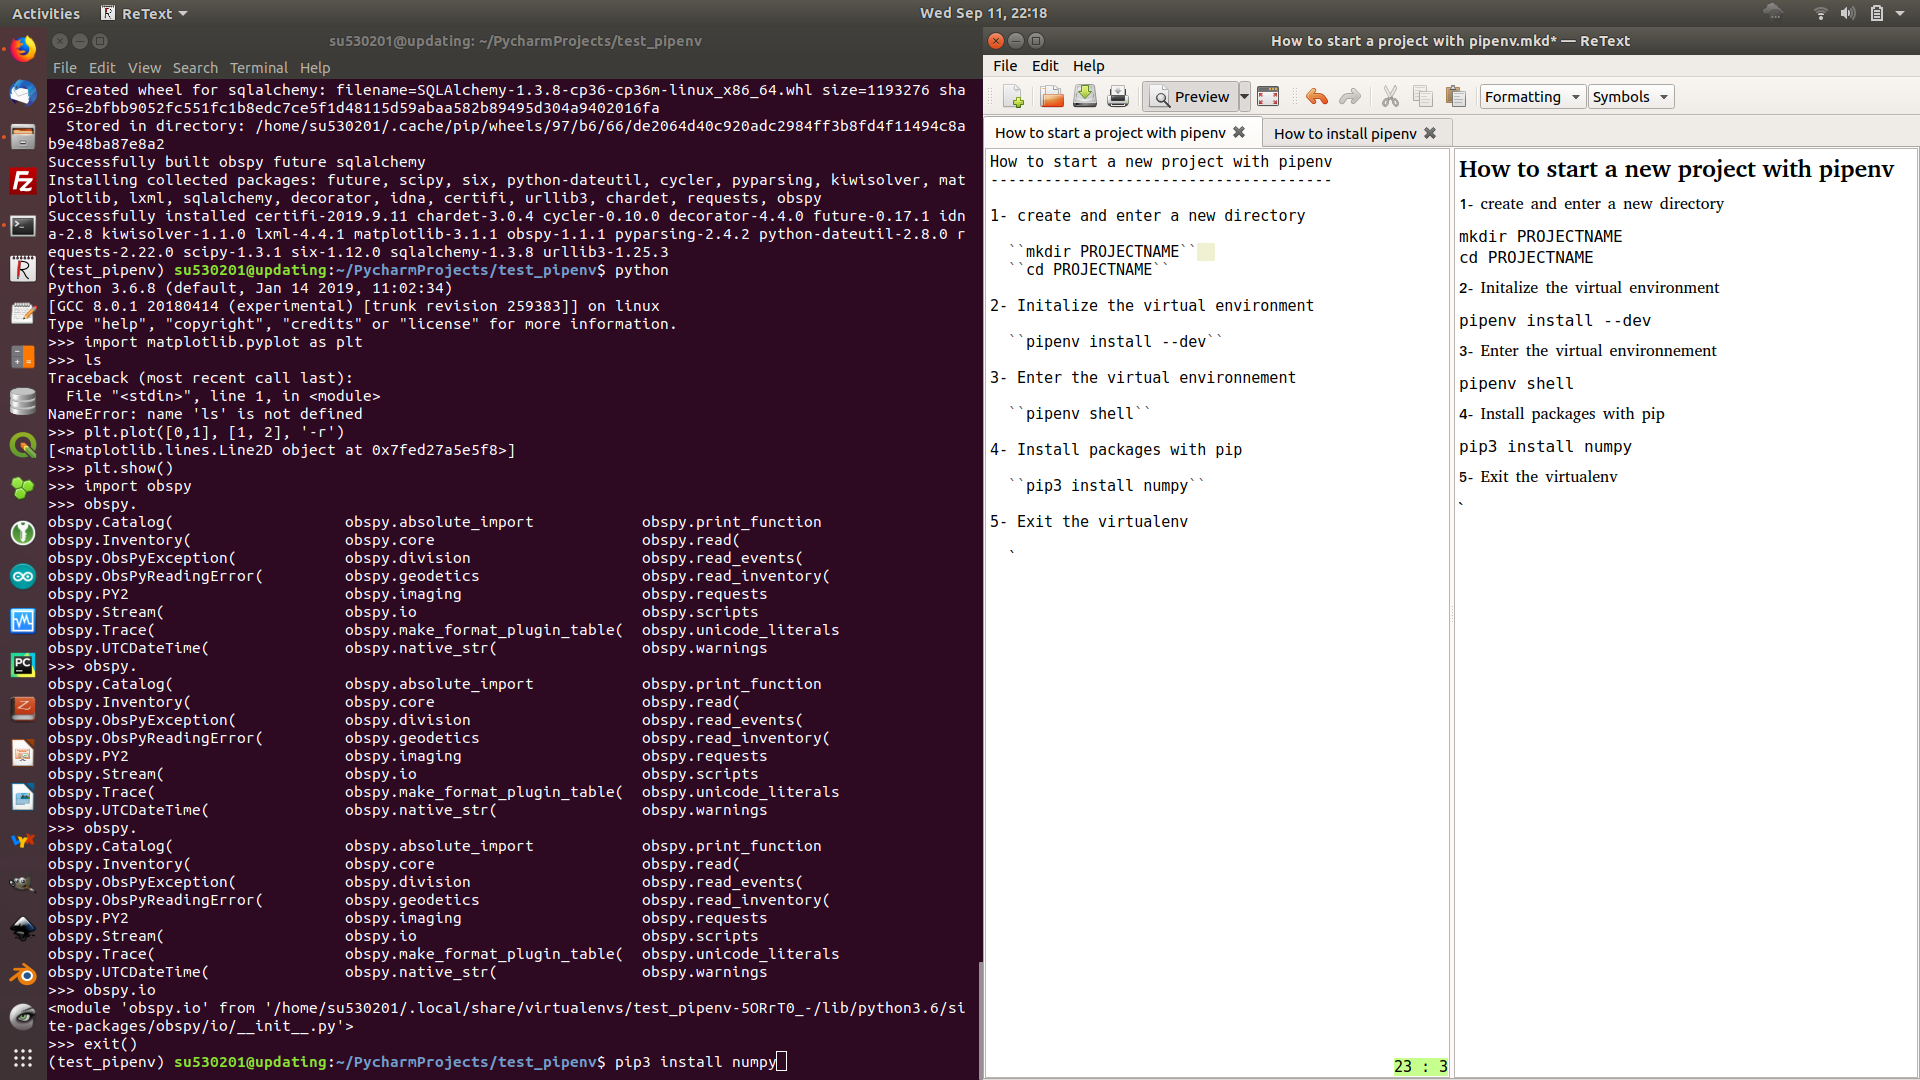 Activities
ReText
Wed Sep 11, 22:18
su530201@updating: ~/PycharmProjects/test_pipenv
File Edit View Search Terminal Help
Created wheel for sqlalchemy: filename=SQLAlchemy-1.3.8-cp36-cp36m-linux_x86_64.whl size=1193276 sha
256=2bfbb9052fc551fc1b8edc7ce5f1d48115d59abaa582b89495d304a9402016fa
Stored in directory: /home/su530201/.cache/pip/wheels/97/b6/66/de2064d40c920adc2984ff3b8fd4f11494c8a
b9e48ba87e8a2
Successfully built obspy future sqlalchemy
Installing collected packages: future, scipy, six, python-dateutil, cycler, pyparsing, kiwisolver, mat
plotlib, lxml, sqlalchemy, decorator, idna, certifi, urllib3, chardet, requests, obspy
Successfully installed certifi-2019.9.11 chardet-3.0.4 cycler-0.10.0 decorator-4.4.0 future-0.17.1 idn
a-2.8 kiwisolver-1.1.0 lxml-4.4.1 matplotlib-3.1.1 obspy-1.1.1 pyparsing-2.4.2 python-dateutil-2.8.0 r
equests-2.22.0 scipy-1.3.1 six-1.12.0 sqlalchemy-1.3.8 urllib3-1.25.3
(test_pipenv) su530201@updating:~/PycharmProjects/test_pipenv$ python
Python 3.6.8 (default, Jan 14 2019, 11:02:34)
[GCC 8.0.1 20180414 (experimental) [trunk revision 259383]] on linux
Type "help", "copyright", "credits" or "license" for more information.
>>> import matplotlib.pyplot as plt
>>> ls
Traceback (most recent call last):
File "<stdin>", line 1, in <module>
NameError: name 'ls' is not defined
>>> plt.plot([0,1], [1, 2], '-r')
[<matplotlib.lines.Line2D object at 0x7fed27a5e5f8>]
>>> plt.show()
>>> import obspy
>>> obspy.
obspy.Catalog( obspy.absolute_import obspy.print_function
obspy.Inventory( obspy.core obspy.read(
obspy.ObsPyException( obspy.division obspy.read_events(
obspy.ObsPyReadingError( obspy.geodetics obspy.read_inventory(
obspy.PY2 obspy.imaging obspy.requests
obspy.Stream( obspy.io obspy.scripts
obspy.Trace( obspy.make_format_plugin_table( obspy.unicode_literals
obspy.UTCDateTime( obspy.native_str( obspy.warnings
>>> obspy.
obspy.Catalog( obspy.absolute_import obspy.print_function
obspy.Inventory( obspy.core obspy.read(
obspy.ObsPyException( obspy.division obspy.read_events(
obspy.ObsPyReadingError( obspy.geodetics obspy.read_inventory(
obspy.PY2 obspy.imaging obspy.requests
obspy.Stream( obspy.io obspy.scripts
obspy.Trace( obspy.make_format_plugin_table( obspy.unicode_literals
obspy.UTCDateTime( obspy.native_str( obspy.warnings
>>> obspy.
obspy.Catalog( obspy.absolute_import obspy.print_function
obspy.Inventory( obspy.core obspy.read(
obspy.ObsPyException( obspy.division obspy.read_events(
obspy.ObsPyReadingError( obspy.geodetics obspy.read_inventory(
obspy.PY2 obspy.imaging obspy.requests
obspy.Stream( obspy.io obspy.scripts
obspy.Trace( obspy.make_format_plugin_table( obspy.unicode_literals
obspy.UTCDateTime( obspy.native_str( obspy.warnings
>>> obspy.io
<module 'obspy.io' from '/home/su530201/.local/share/virtualenvs/test_pipenv-5ORrT0_-/lib/python3.6/si
te-packages/obspy/io/__init__.py'>
>>> exit()
(test_pipenv) su530201@updating:~/PycharmProjects/test_pipenv$ pip3 install numpy
How to start a project with pipenv.mkd* — ReText
File Edit Help
Preview
Formatting
Symbols
How to start a project with pipenv
How to install pipenv
How to start a new project with pipenv
--------------------------------------
1- create and enter a new directory
``mkdir PROJECTNAME``
``cd PROJECTNAME``
2- Initalize the virtual environment
``pipenv install --dev``
3- Enter the virtual environnement
``pipenv shell``
4- Install packages with pip
``pip3 install numpy``
5- Exit the virtualenv
`
23 : 3
How to start a new project with pipenv
1- create and enter a new directory
mkdir PROJECTNAME
cd PROJECTNAME
2- Initalize the virtual environment
pipenv install --dev
3- Enter the virtual environnement
pipenv shell
4- Install packages with pip
pip3 install numpy
5- Exit the virtualenv
`